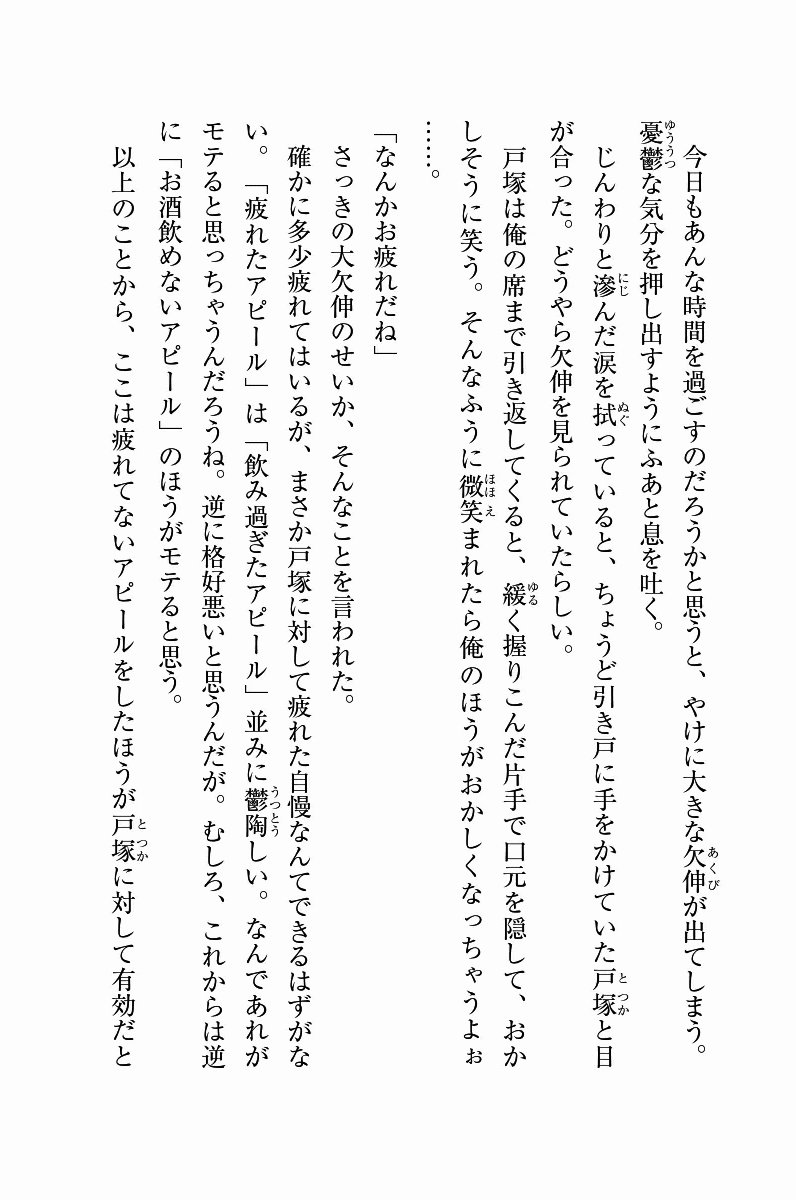 今日もあんな時間を過ごすのだろうかと思うと、やけに大きな欠伸が出てしまう。
憂鬱な気分を押し出すようにふあと息を吐く。
じんわりと滲んだ涙を拭っていると、ちょうど引き戸に手をかけていた戸塚と目
が合った。どうやら欠伸を見られていたらしい。
戸塚は俺の席まで引き返してくると、緩く握りこんだ片手で口元を隠して、おか
しそうに笑う。そんなふうに微笑まれたら俺のほうがおかしくなっちゃうよぉ
……。
「なんかお疲れだね」
さっきの大欠伸のせいか、そんなことを言われた。
確かに多少疲れてはいるが、まさか戸塚に対して疲れた自慢なんてできるはずがな
い。「疲れたアピール」は「飲み過ぎたアピール」並みに鬱陶しい。なんであれが
モテると思っちゃうんだろうね。逆に格好悪いと思うんだが。むしろ、これからは逆
に「お酒飲めないアピール」のほうがモテると思う。
以上のことから、ここは疲れてないアピールをしたほうが戸塚に対して有効だと